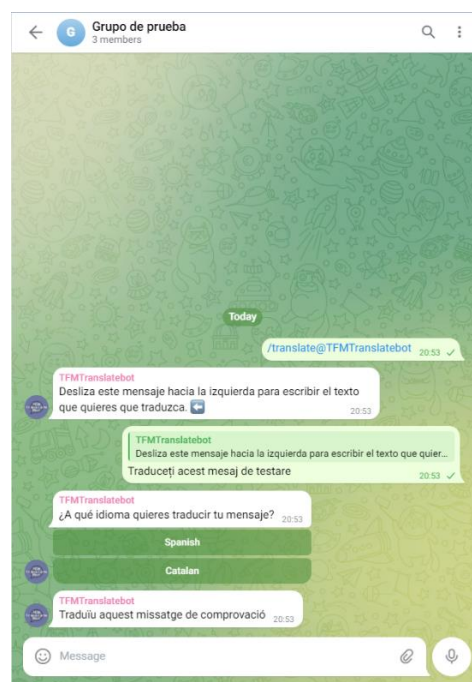 G
Grupo de prueba
3 members
Today
/translate@TFMTranslatebot 20:53
TFMTranslatebot
Desliza este mensaje hacia la izquierda para escribir el texto
que quieres que traduzca. ⬅️ 20:53
TFMTranslatebot
Desliza este mensaje hacia la izquierda para escribir el texto que quier...
Traduceți acest mesaj de testare 20:53
TFMTranslatebot
¿A qué idioma quieres traducir tu mensaje? 20:53
Spanish
Catalan
TFMTranslatebot
Traduïu aquest missatge de comprovació 20:53
Message